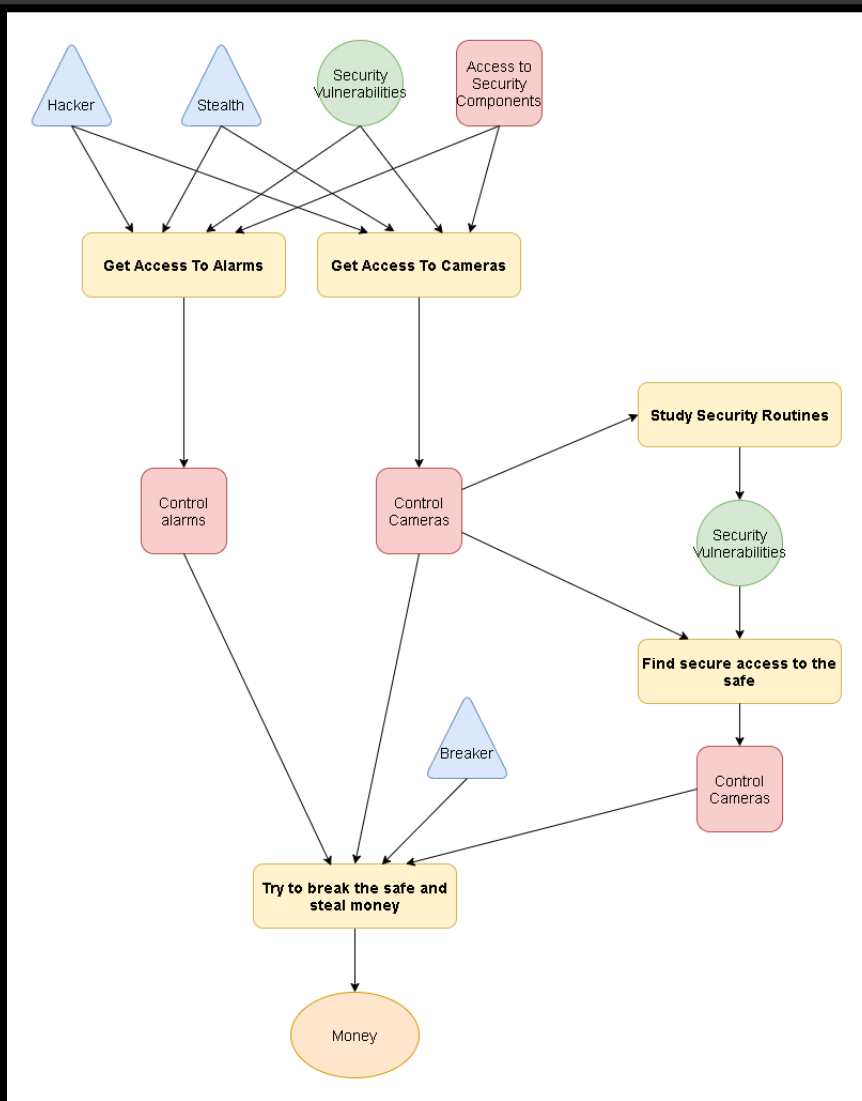 Hacker
Stealth
Security
Vulnerabilities
Access to
Security
Components
Get Access To Alarms
Get Access To Cameras
Study Security Routines
Control
alarms
Control
Cameras
Security
Vulnerabilities
Find secure access to the
safe
Breaker
Control
Cameras
Try to break the safe and
steal money
Money